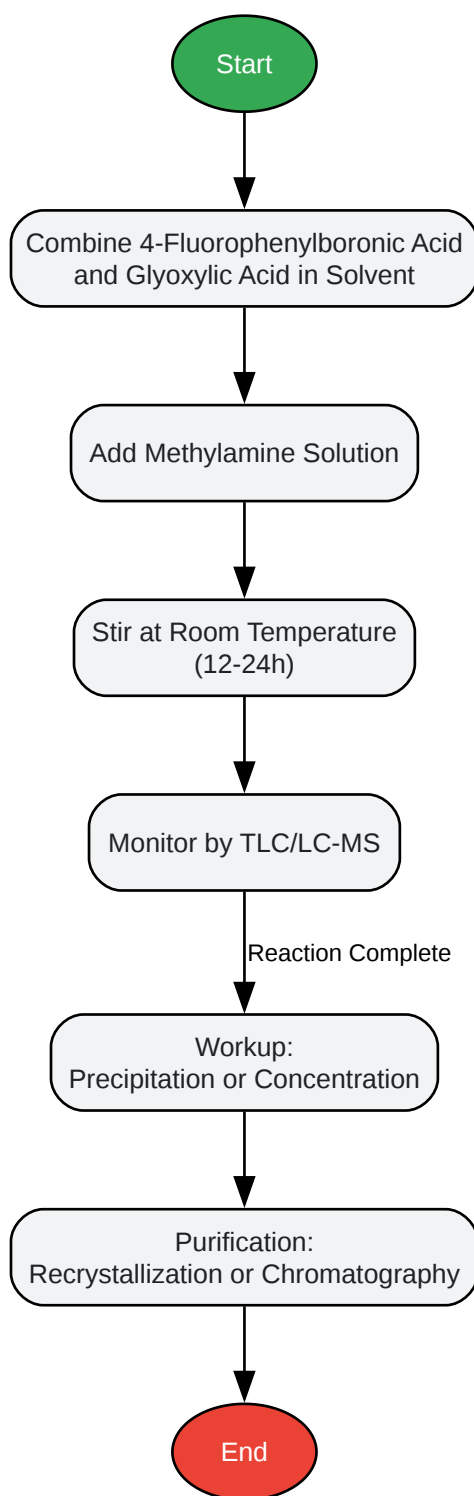 Start
Combine 4-Fluorophenylboronic Acid
and Glyoxylic Acid in Solvent
Add Methylamine Solution
Stir at Room Temperature
(12-24h)
Monitor by TLC/LC-MS
Reaction Complete
Workup:
Precipitation or Concentration
Purification:
Recrystallization or Chromatography
End